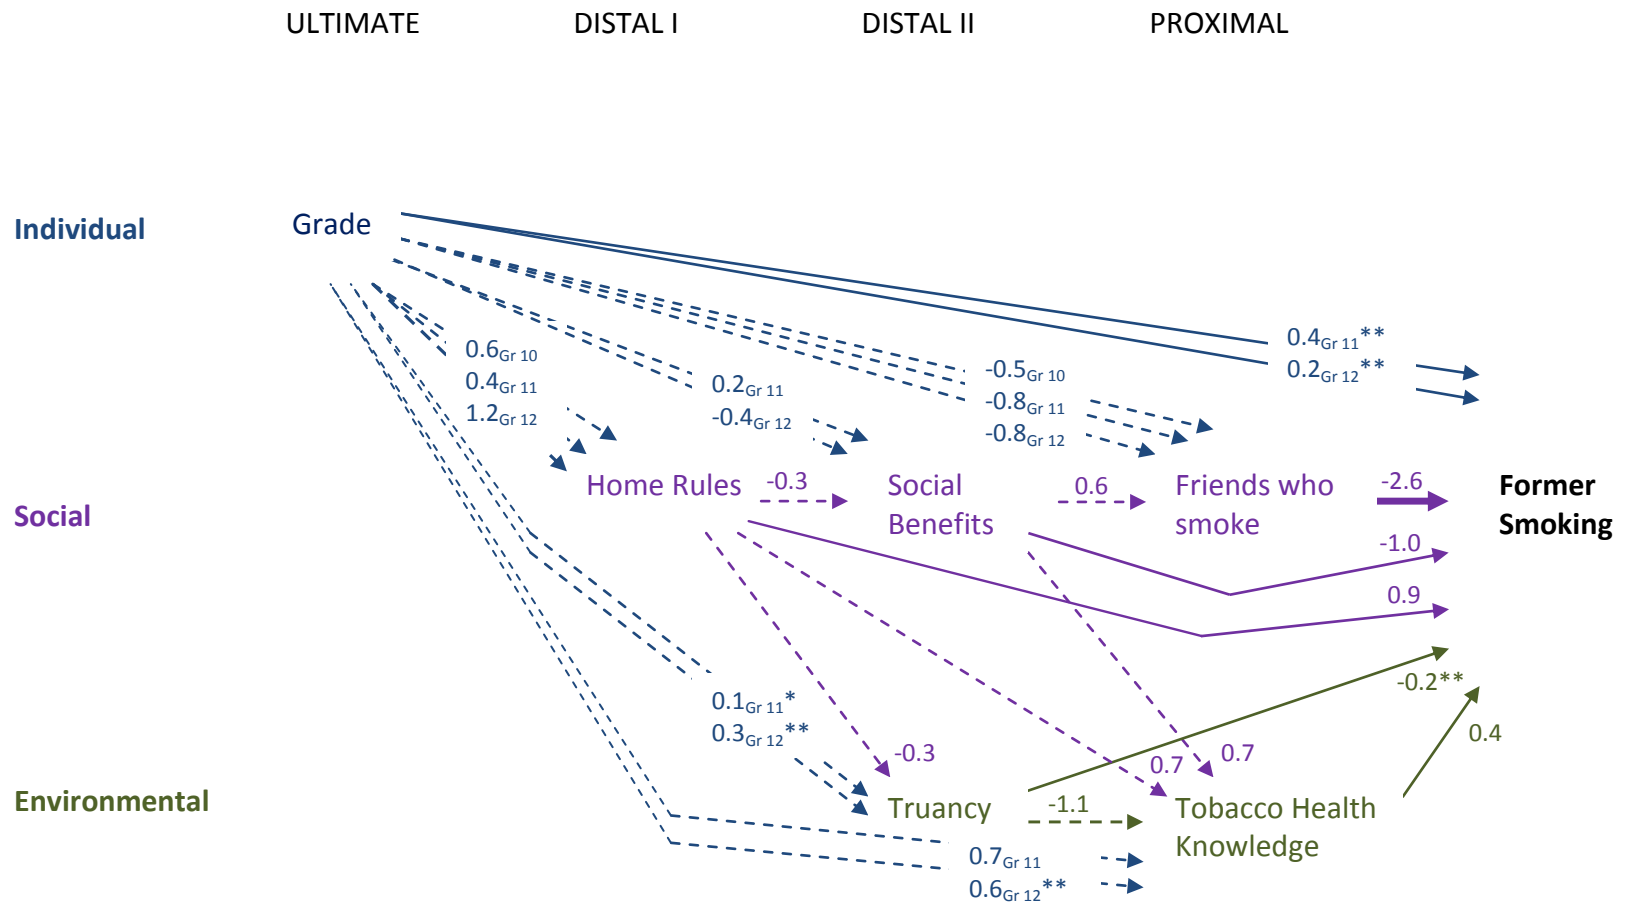 ULTIMATE DISTAL I DISTAL II PROXIMAL
Individual Grade
0.4Gr 11**
0.2Gr 12**
0.6Gr 10
0.4Gr 11
1.2Gr 12
0.2Gr 11
-0.4Gr 12
-0.5Gr 10
-0.8Gr 11
-0.8Gr 12
Social
Home Rules -0.3 Social 0.6 Friends who -2.6 Former
Benefits smoke Smoking
-1.0
0.9
-0.2**
0.4
0.1Gr 11*
0.3Gr 12**
-0.3 0.7 0.7
Environmental Truancy -1.1 Tobacco Health
Knowledge
0.7Gr 11
0.6Gr 12**